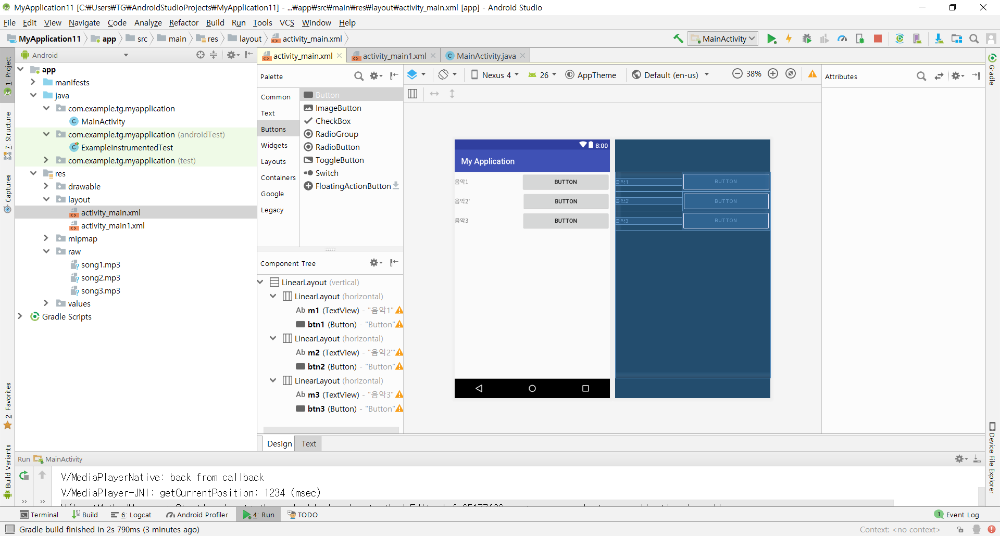 MyApplication11 [C:₩Users₩TG₩AndroidStudioProjects₩MyApplication11] - ...₩app₩src₩main₩res₩layout₩activity_main.xml [app] - Android Studio
File Edit View Navigate Code Analyze Refactor Build Run Tools VCS Window Help
MyApplication11 app src main res layout activity_main.xml MainActivity
1: Project
7: Structure
Captures
2: Favorites
Build Variants
Android
app
manifests
java
com.example.tg.myapplication
MainActivity
com.example.tg.myapplication (androidTest)
ExampleInstrumentedTest
com.example.tg.myapplication (test)
res
drawable
layout
activity_main.xml
activity_main1.xml
mipmap
raw
song1.mp3
song2.mp3
song3.mp3
values
Gradle Scripts
activity_main.xml activity_main1.xml MainActivity.java
Palette
Common
Text
Buttons
Widgets
Layouts
Containers
Google
Legacy
Button
ImageButton
CheckBox
RadioGroup
RadioButton
ToggleButton
Switch
FloatingActionButton
Component Tree
LinearLayout (vertical)
LinearLayout (horizontal)
Ab m1 (TextView) - "음악1"
btn1 (Button) - "Button"
LinearLayout (horizontal)
Ab m2 (TextView) - "음악2'"
btn2 (Button) - "Button"
LinearLayout (horizontal)
Ab m3 (TextView) - "음악3"
btn3 (Button) - "Button"
Nexus 4 26 AppTheme Default (en-us) 38%
8:00
My Application
음악1 BUTTON
음악2' BUTTON
음악3 BUTTON
음악1 BUTTON
음악2' BUTTON
음악3 BUTTON
Attributes
Gradle
Device File Explorer
Design Text
Run MainActivity
V/MediaPlayerNative: back from callback
V/MediaPlayer-JNI: getCurrentPosition: 1234 (msec)
Terminal Build 6: Logcat Android Profiler 4: Run TODO 1 Event Log
Gradle build finished in 2s 790ms (3 minutes ago) Context: <no context>